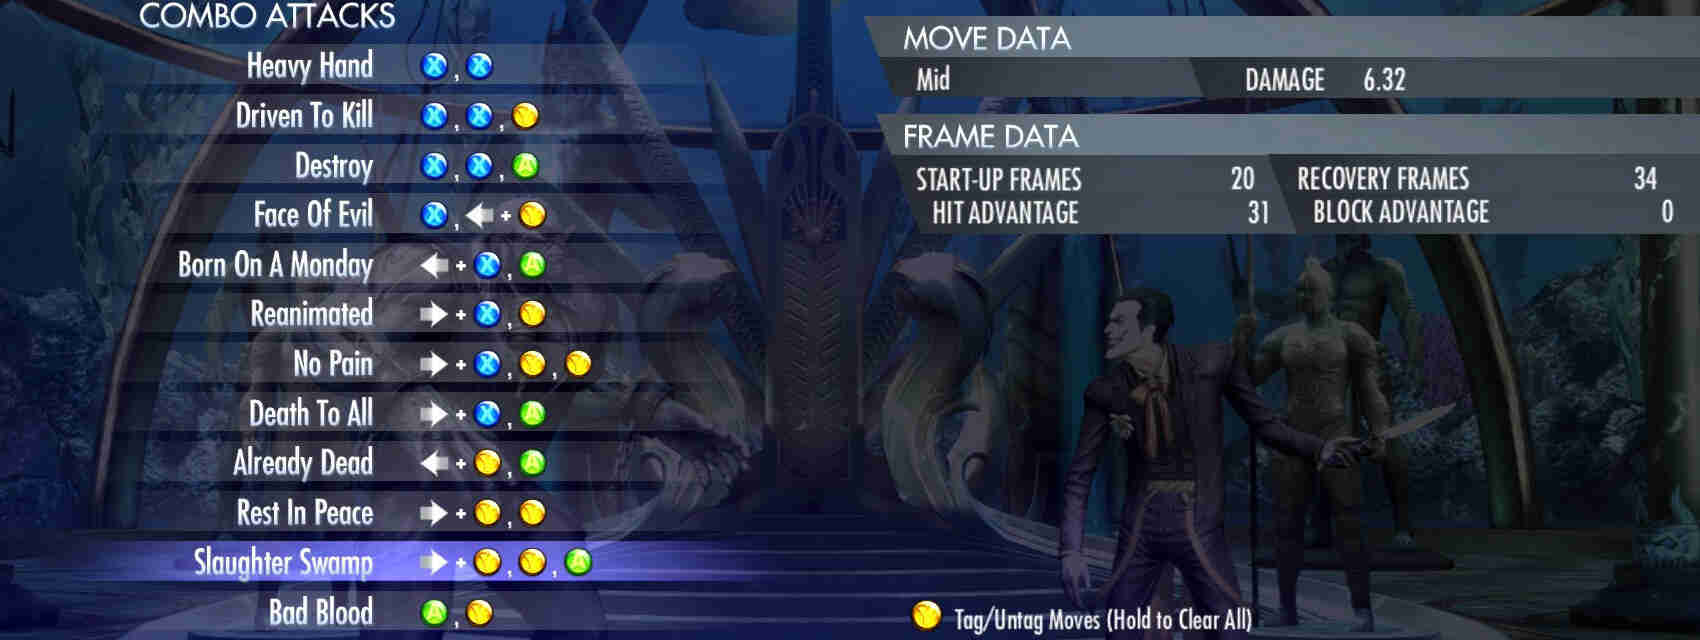 COMBO ATTACKS
Heavy Hand X, X
Driven To Kill X, X, Y
Destroy X, X, A
Face Of Evil X, ← + Y
Born On A Monday ← + X, A
Reanimated → + X, Y
No Pain → + X, Y, Y
Death To All → + X, A
Already Dead ← + Y, A
Rest In Peace → + Y, Y
Slaughter Swamp → + Y, Y, A
Bad Blood A, Y
MOVE DATA
Mid DAMAGE 6.32
FRAME DATA
START-UP FRAMES 20 RECOVERY FRAMES 34
HIT ADVANTAGE 31 BLOCK ADVANTAGE 0
Y Tag/Untag Moves (Hold to Clear All)